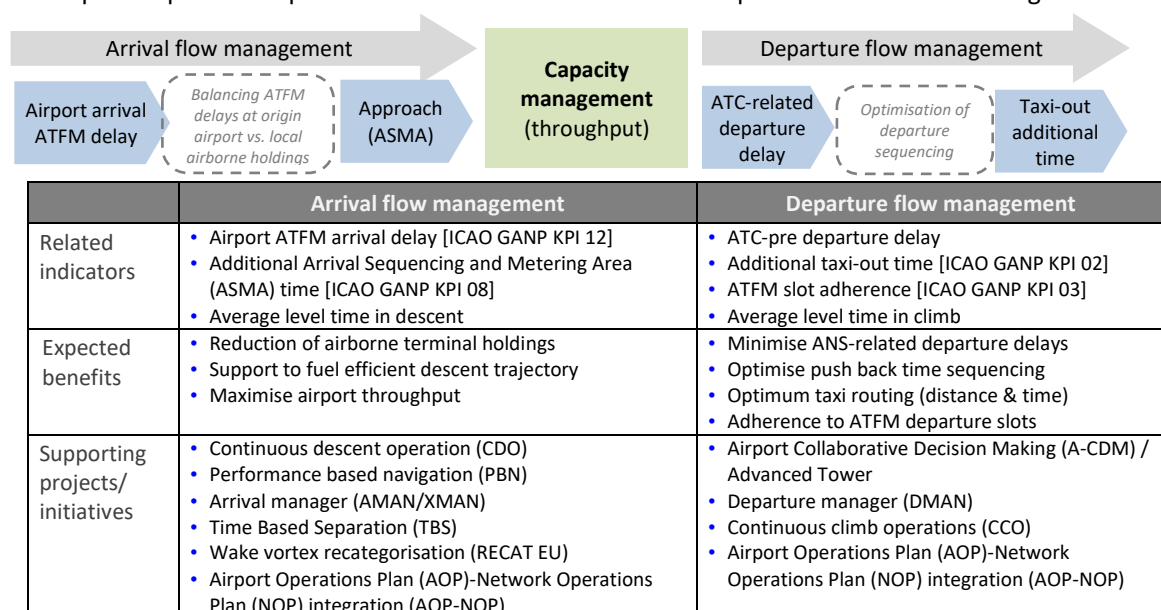 Arrival flow management
Airport arrival
ATFM delay
Balancing ATFM
delays at origin
airport vs. local
airborne holdings
Approach
(ASMA)
Capacity
management
(throughput)
Departure flow management
ATC-related
departure
delay
Optimisation of
departure
sequencing
Taxi-out
additional
time
Arrival flow management
Departure flow management
Related
indicators
• Airport ATFM arrival delay [ICAO GANP KPI 12]
• Additional Arrival Sequencing and Metering Area
(ASMA) time [ICAO GANP KPI 08]
• Average level time in descent
• ATC-pre departure delay
• Additional taxi-out time [ICAO GANP KPI 02]
• ATFM slot adherence [ICAO GANP KPI 03]
• Average level time in climb
Expected
benefits
• Reduction of airborne terminal holdings
• Support to fuel efficient descent trajectory
• Maximise airport throughput
• Minimise ANS-related departure delays
• Optimise push back time sequencing
• Optimum taxi routing (distance & time)
• Adherence to ATFM departure slots
Supporting
projects/
initiatives
• Continuous descent operation (CDO)
• Performance based navigation (PBN)
• Arrival manager (AMAN/XMAN)
• Time Based Separation (TBS)
• Wake vortex recategorisation (RECAT EU)
• Airport Operations Plan (AOP)-Network Operations
Plan (NOP) integration (AOP-NOP)
• Airport Collaborative Decision Making (A-CDM) /
Advanced Tower
• Departure manager (DMAN)
• Continuous climb operations (CCO)
• Airport Operations Plan (AOP)-Network
Operations Plan (NOP) integration (AOP-NOP)